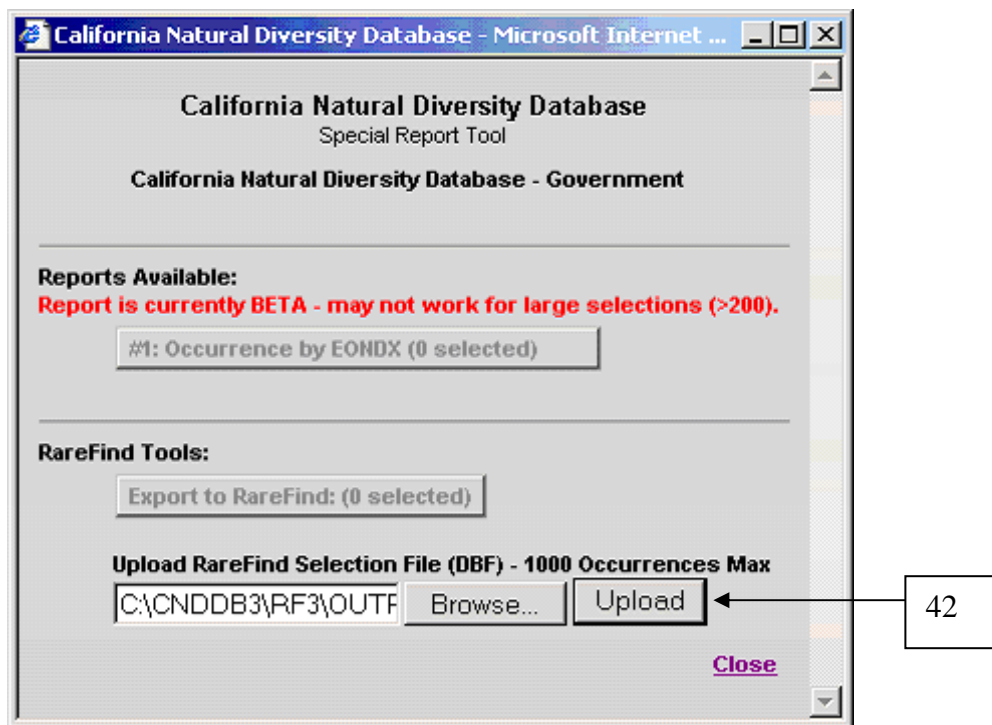 California Natural Diversity Database - Microsoft Internet ...
California Natural Diversity Database
Special Report Tool
California Natural Diversity Database - Government
Reports Available:
Report is currently BETA - may not work for large selections (>200).
#1: Occurrence by EONDX (0 selected)
RareFind Tools:
Export to RareFind: (0 selected)
Upload RareFind Selection File (DBF) - 1000 Occurrences Max
C:\CNDDB3\RF3\OUTF Browse... Upload 42
Close